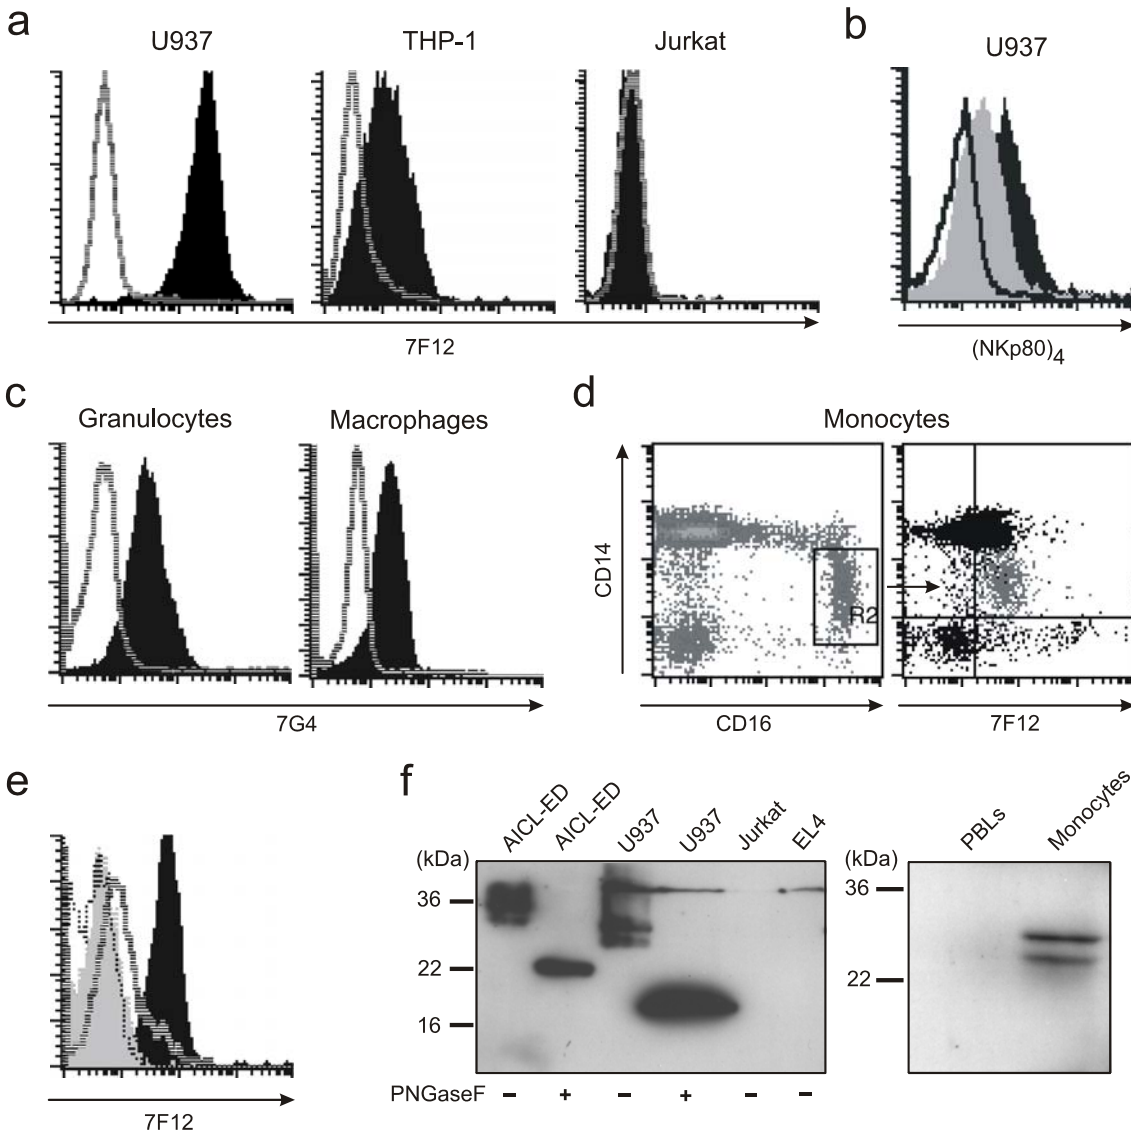 a
U937
THP-1
Jurkat
7F12
b
U937
(NKp80)4
c
Granulocytes
Macrophages
7G4
d
Monocytes
CD14
R2
CD16
7F12
e
7F12
f
AICL-ED
AICL-ED
U937
U937
Jurkat
EL4
(kDa)
36
22
16
PNGaseF - + - + - -
PBLs
Monocytes
(kDa)
36
22